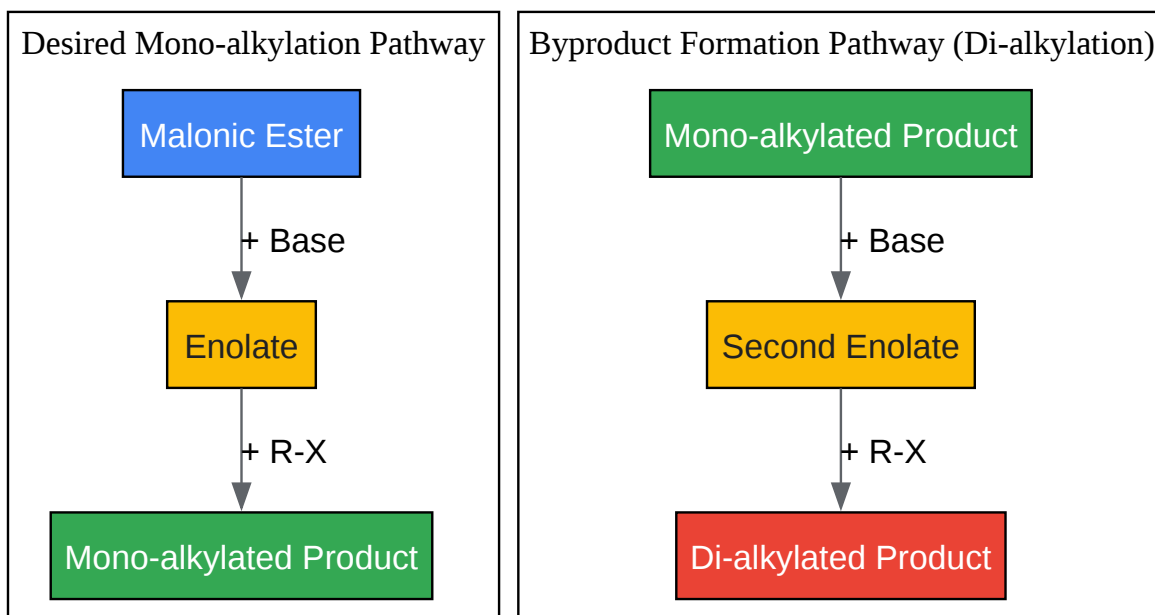 Desired Mono-alkylation Pathway
Malonic Ester
+ Base
Enolate
+ R-X
Mono-alkylated Product
Byproduct Formation Pathway (Di-alkylation)
Mono-alkylated Product
+ Base
Second Enolate
+ R-X
Di-alkylated Product